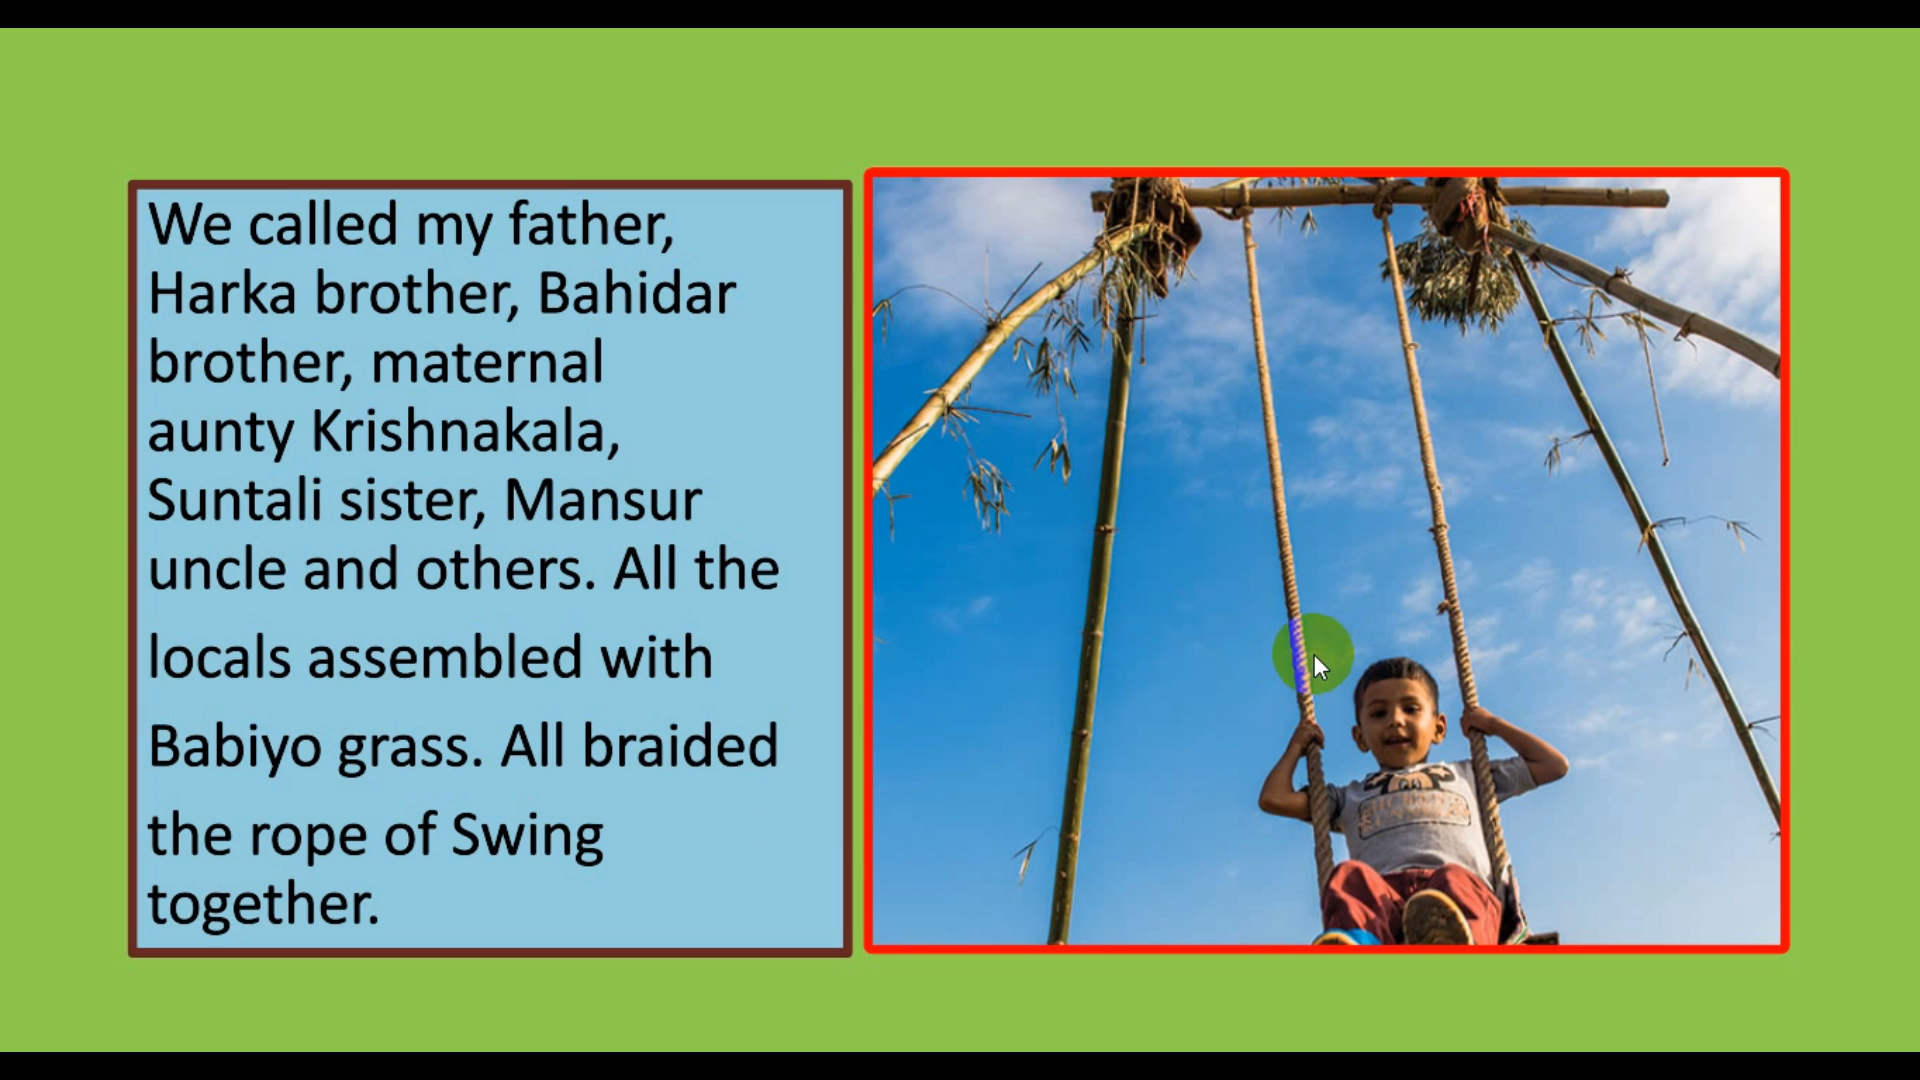 We called my father,
Harka brother, Bahidar
brother, maternal
aunty Krishnakala,
Suntali sister, Mansur
uncle and others. All the
locals assembled with
Babiyo grass. All braided
the rope of Swing
together.